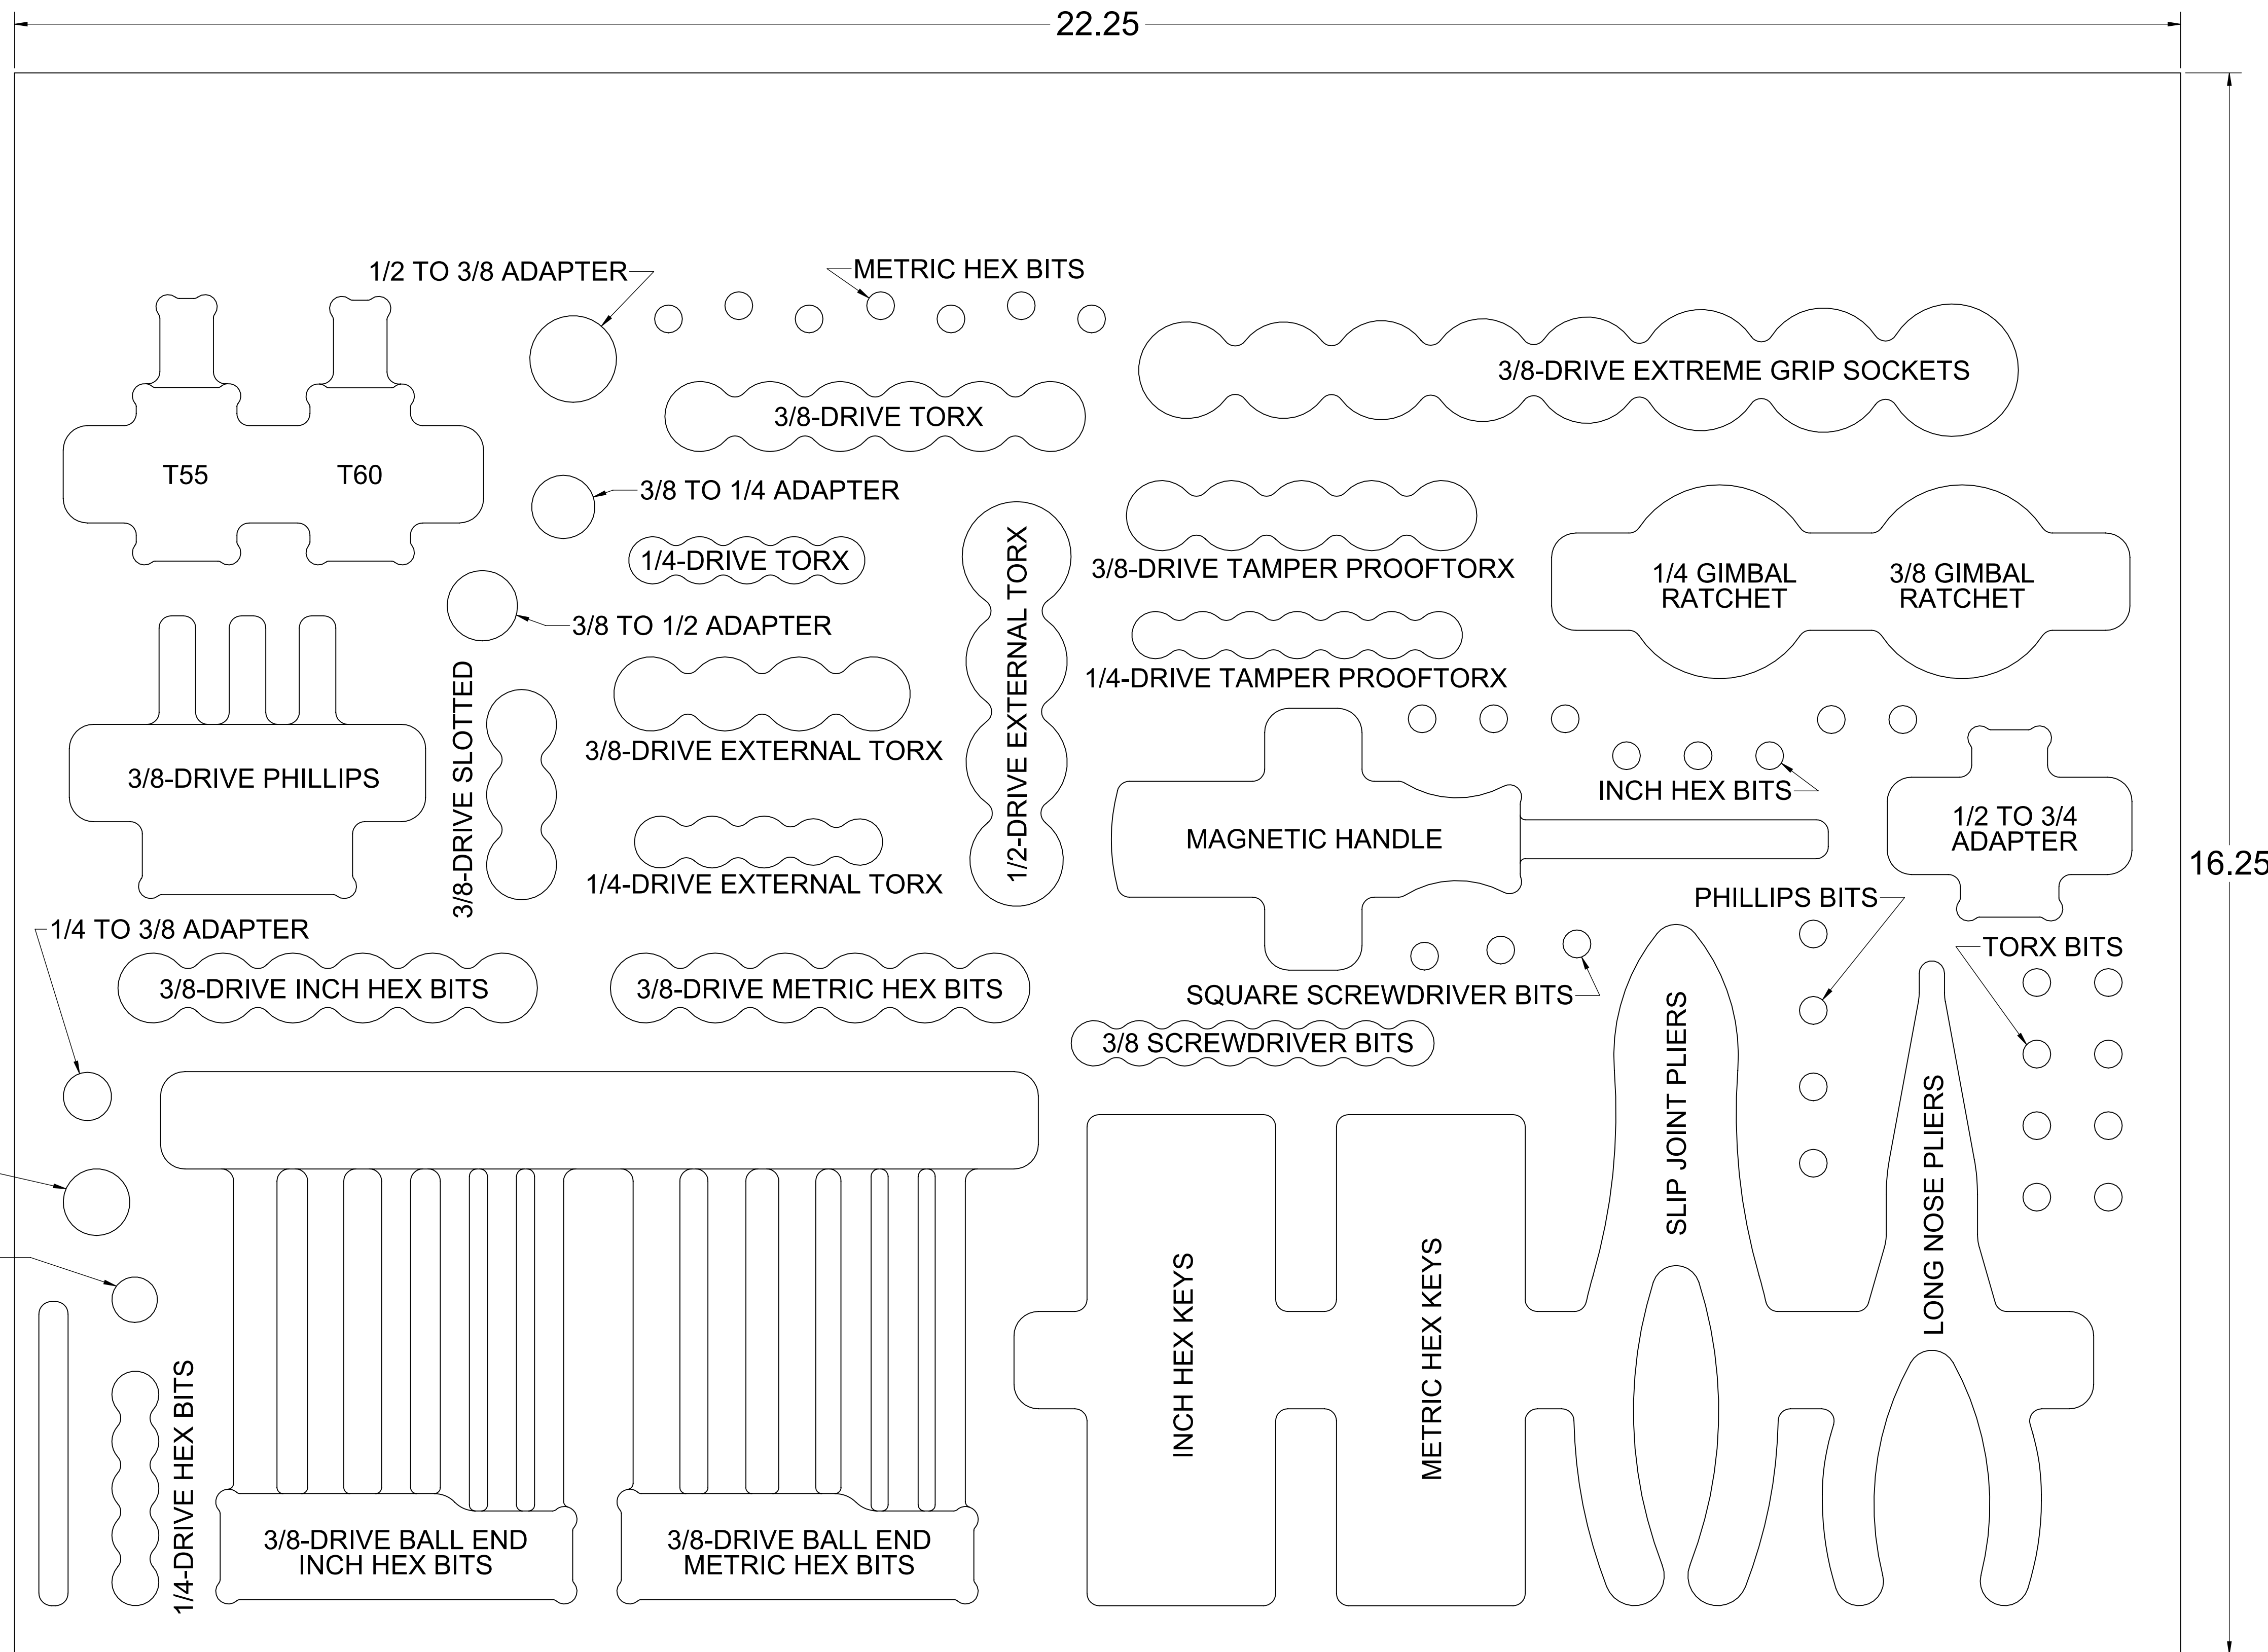 22.25
1/2 TO 3/8 ADAPTER
METRIC HEX BITS
3/8-DRIVE EXTREME GRIP SOCKETS
3/8-DRIVE TORX
T55
T60
3/8 TO 1/4 ADAPTER
1/4-DRIVE TORX
3/8-DRIVE TAMPER PROOFTORX
1/4 GIMBAL
RATCHET
3/8 GIMBAL
RATCHET
3/8 TO 1/2 ADAPTER
1/2-DRIVE EXTERNAL TORX
1/4-DRIVE TAMPER PROOFTORX
3/8-DRIVE SLOTTED
3/8-DRIVE EXTERNAL TORX
3/8-DRIVE PHILLIPS
INCH HEX BITS
MAGNETIC HANDLE
1/2 TO 3/4
ADAPTER
16.25
1/4-DRIVE EXTERNAL TORX
PHILLIPS BITS
1/4 TO 3/8 ADAPTER
TORX BITS
3/8-DRIVE INCH HEX BITS
3/8-DRIVE METRIC HEX BITS
SQUARE SCREWDRIVER BITS
3/8 SCREWDRIVER BITS
SLIP JOINT PLIERS
LONG NOSE PLIERS
INCH HEX KEYS
METRIC HEX KEYS
1/4-DRIVE HEX BITS
3/8-DRIVE BALL END
INCH HEX BITS
3/8-DRIVE BALL END
METRIC HEX BITS